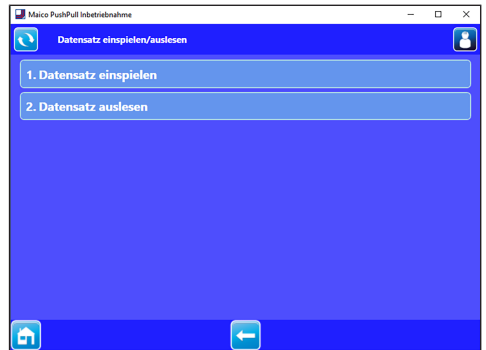 Maico PushPull Inbetriebnahme
Datensatz einspielen/auslesen
1. Datensatz einspielen
2. Datensatz auslesen